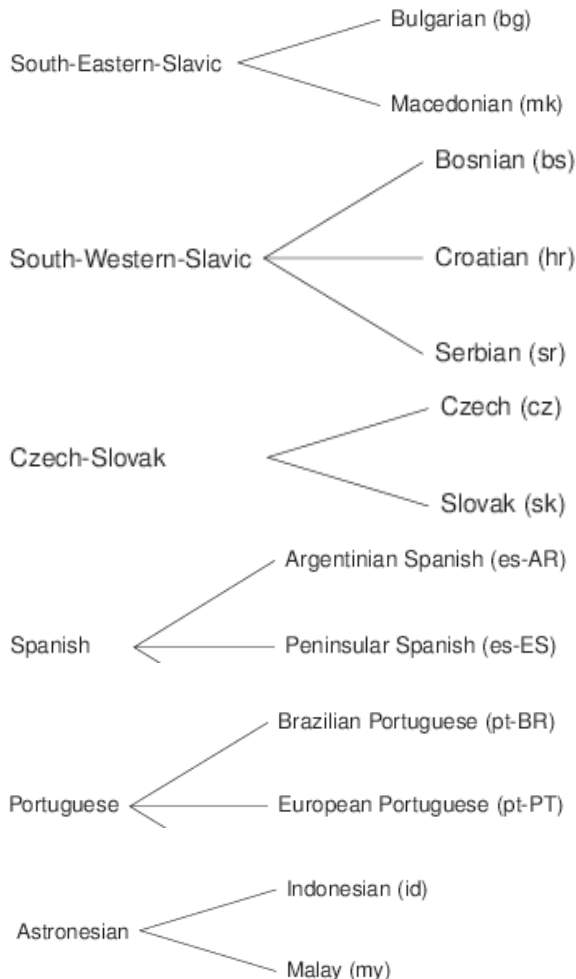 Bulgarian (bg)
South-Eastern-Slavic
Macedonian (mk)
Bosnian (bs)
South-Western-Slavic
Croatian (hr)
Serbian (sr)
Czech (cz)
Czech-Slovak
Slovak (sk)
Argentinian Spanish (es-AR)
Spanish
Peninsular Spanish (es-ES)
Brazilian Portuguese (pt-BR)
Portuguese
European Portuguese (pt-PT)
Indonesian (id)
Astronesian
Malay (my)